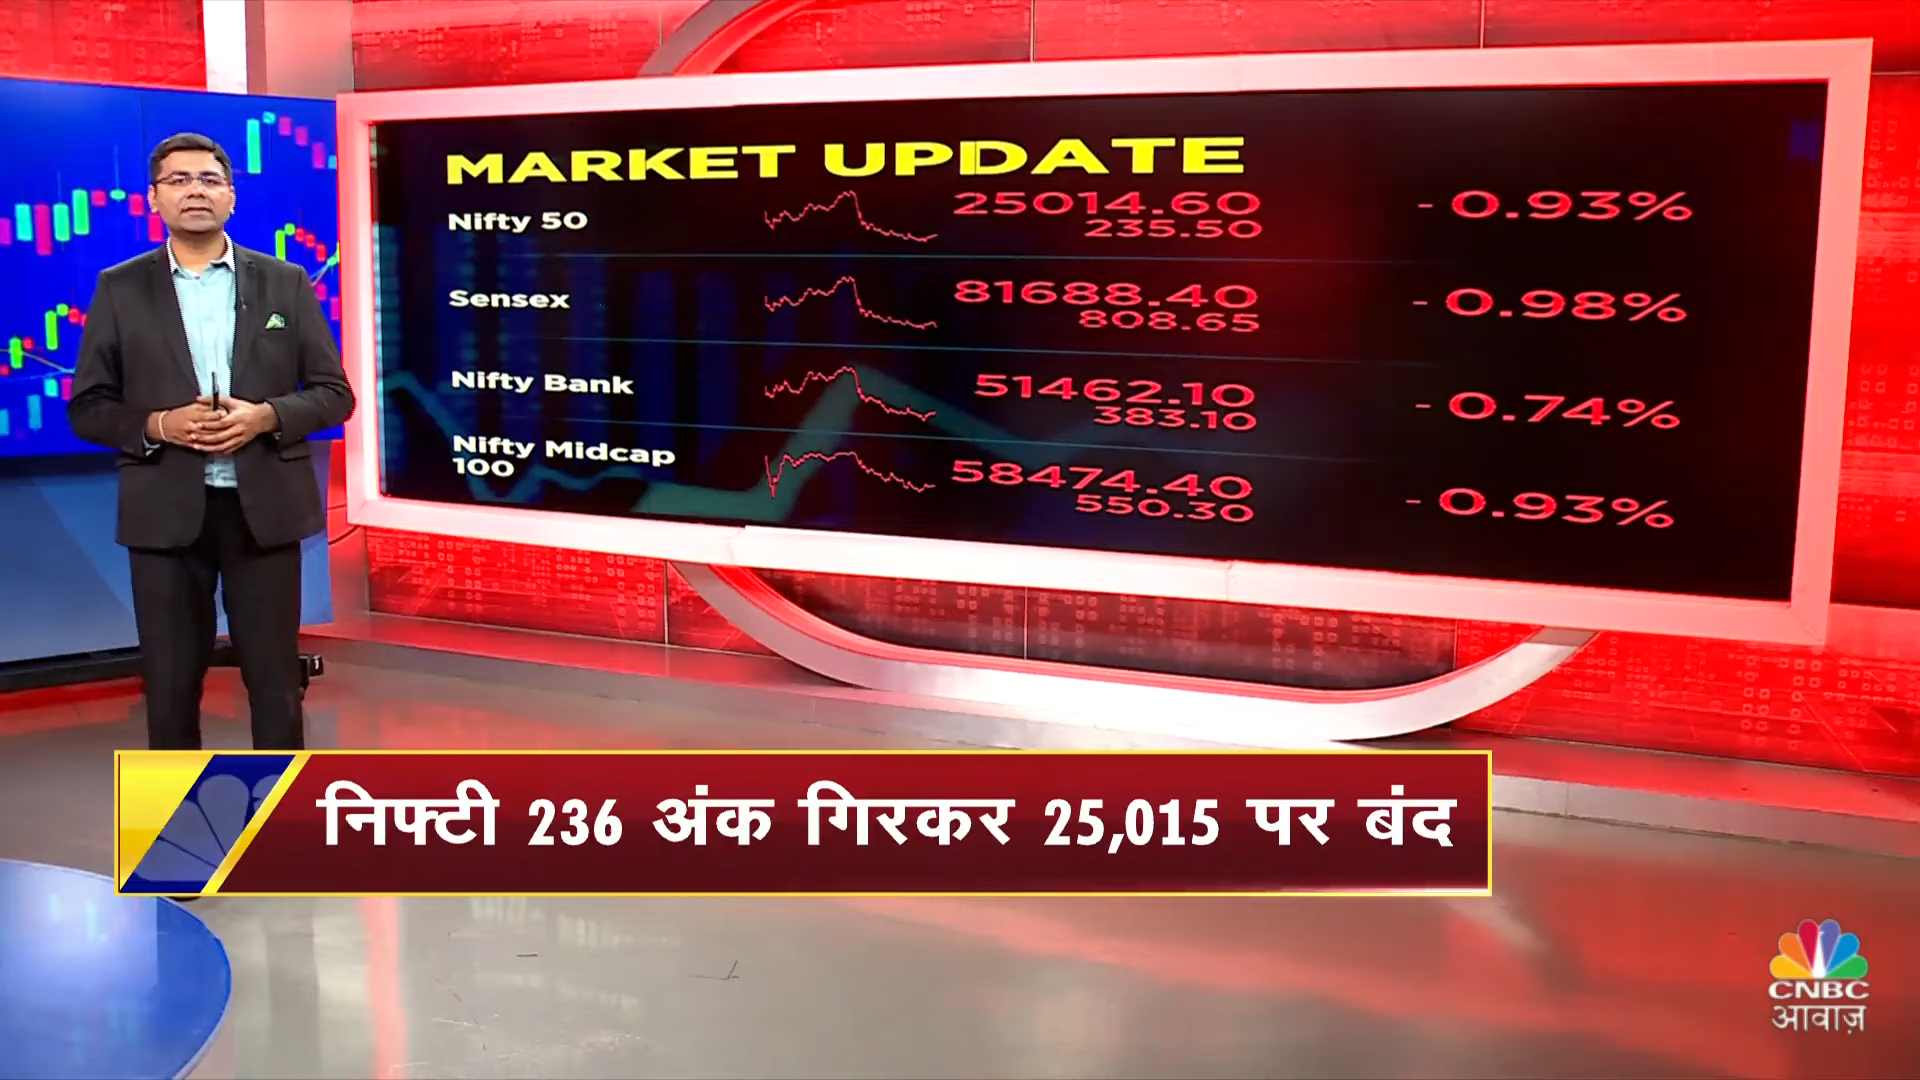 MARKET UPDATE
Nifty 50 25014.60 - 0.93%
235.50
Sensex 81688.40 - 0.98%
808.65
Nifty Bank 51462.10 - 0.74%
383.10
Nifty Midcap
100 58474.40 - 0.93%
550.30
निफ्टी 236 अंक गिरकर 25,015 पर बंद
CNBC
आवाज़